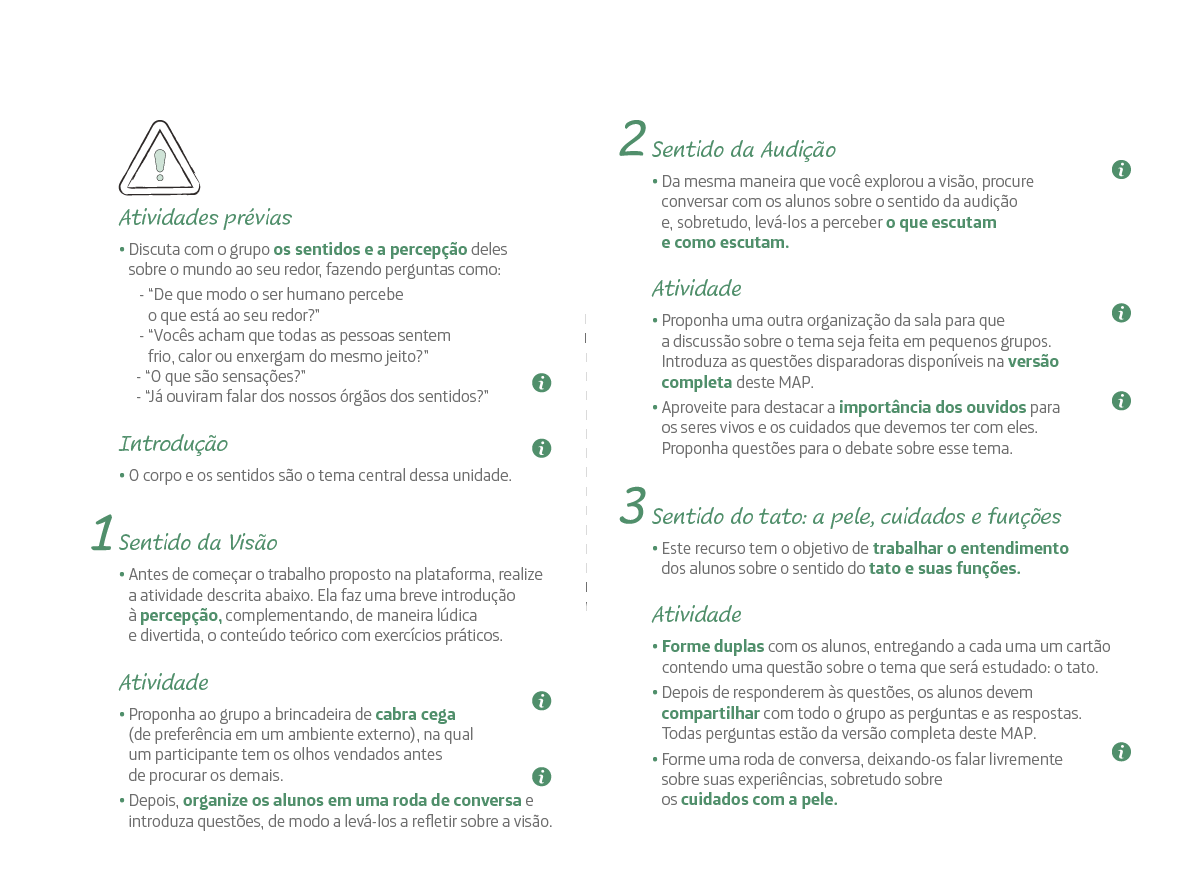 Atividades prévias
• Discuta com o grupo os sentidos e a percepção deles
sobre o mundo ao seu redor, fazendo perguntas como:
- “De que modo o ser humano percebe
o que está ao seu redor?”
- “Vocês acham que todas as pessoas sentem
frio, calor ou enxergam do mesmo jeito?”
- “O que são sensações?”
- “Já ouviram falar dos nossos órgãos dos sentidos?”
Introdução
• O corpo e os sentidos são o tema central dessa unidade.
1 Sentido da Visão
• Antes de começar o trabalho proposto na plataforma, realize
a atividade descrita abaixo. Ela faz uma breve introdução
à percepção, complementando, de maneira lúdica
e divertida, o conteúdo teórico com exercícios práticos.
Atividade
• Proponha ao grupo a brincadeira de cabra cega
(de preferência em um ambiente externo), na qual
um participante tem os olhos vendados antes
de procurar os demais.
• Depois, organize os alunos em uma roda de conversa e
introduza questões, de modo a levá-los a refletir sobre a visão.
2 Sentido da Audição
• Da mesma maneira que você explorou a visão, procure
conversar com os alunos sobre o sentido da audição
e, sobretudo, levá-los a perceber o que escutam
e como escutam.
Atividade
• Proponha uma outra organização da sala para que
a discussão sobre o tema seja feita em pequenos grupos.
Introduza as questões disparadoras disponíveis na versão
completa deste MAP.
• Aproveite para destacar a importância dos ouvidos para
os seres vivos e os cuidados que devemos ter com eles.
Proponha questões para o debate sobre esse tema.
3 Sentido do tato: a pele, cuidados e funções
• Este recurso tem o objetivo de trabalhar o entendimento
dos alunos sobre o sentido do tato e suas funções.
Atividade
• Forme duplas com os alunos, entregando a cada uma um cartão
contendo uma questão sobre o tema que será estudado: o tato.
• Depois de responderem às questões, os alunos devem
compartilhar com todo o grupo as perguntas e as respostas.
Todas perguntas estão da versão completa deste MAP.
• Forme uma roda de conversa, deixando-os falar livremente
sobre suas experiências, sobretudo sobre
os cuidados com a pele.